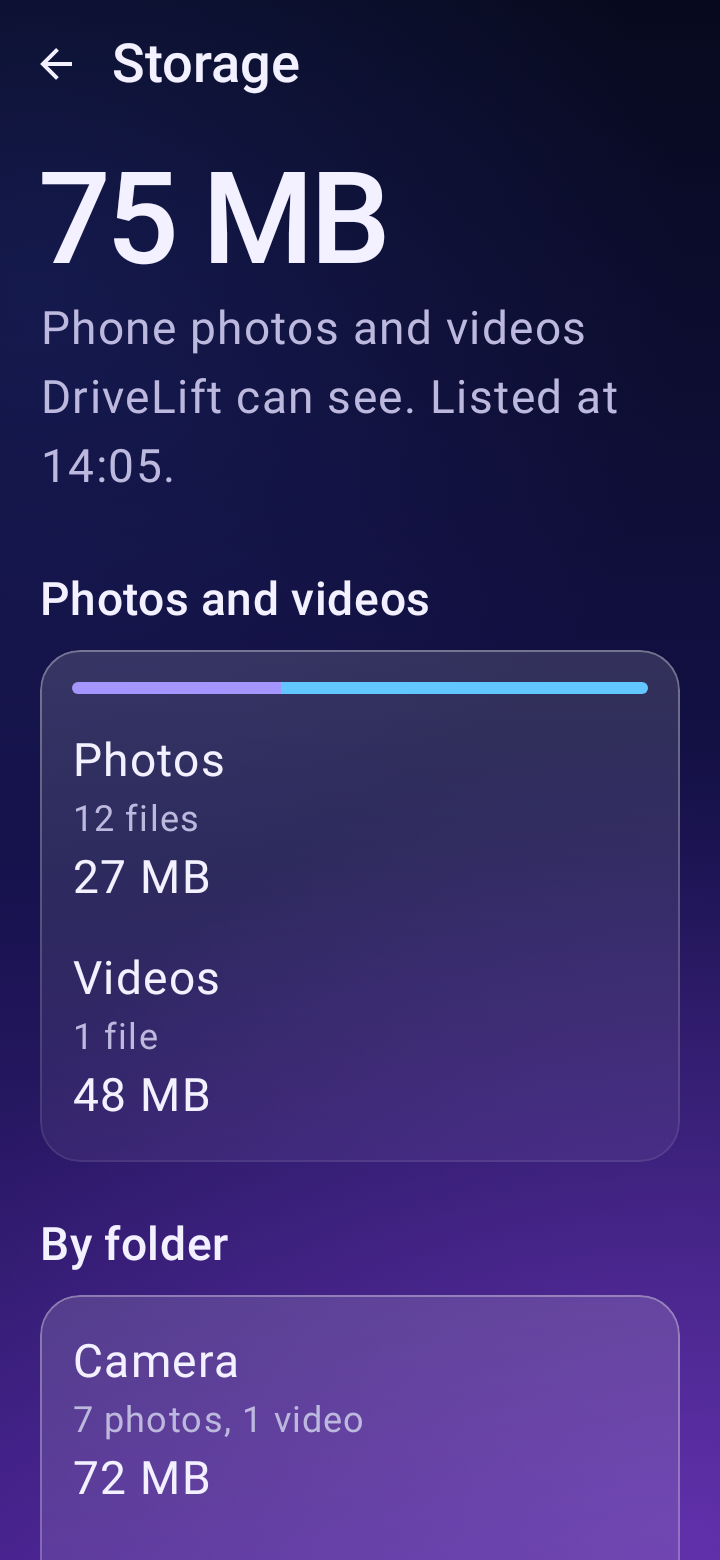 Storage
75 MB
Phone photos and videos
DriveLift can see. Listed at
14:05.
Photos and videos
Photos
12 files
27 MB
Videos
1 file
48 MB
By folder
Camera
7 photos, 1 video
72 MB